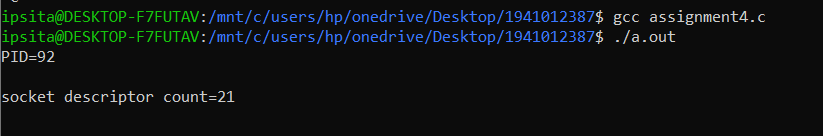 ipsita@DESKTOP-F7FUTAV:/mnt/c/users/hp/onedrive/Desktop/1941012387$ gcc assignment4.c
ipsita@DESKTOP-F7FUTAV:/mnt/c/users/hp/onedrive/Desktop/1941012387$ ./a.out
PID=92
socket descriptor count=21